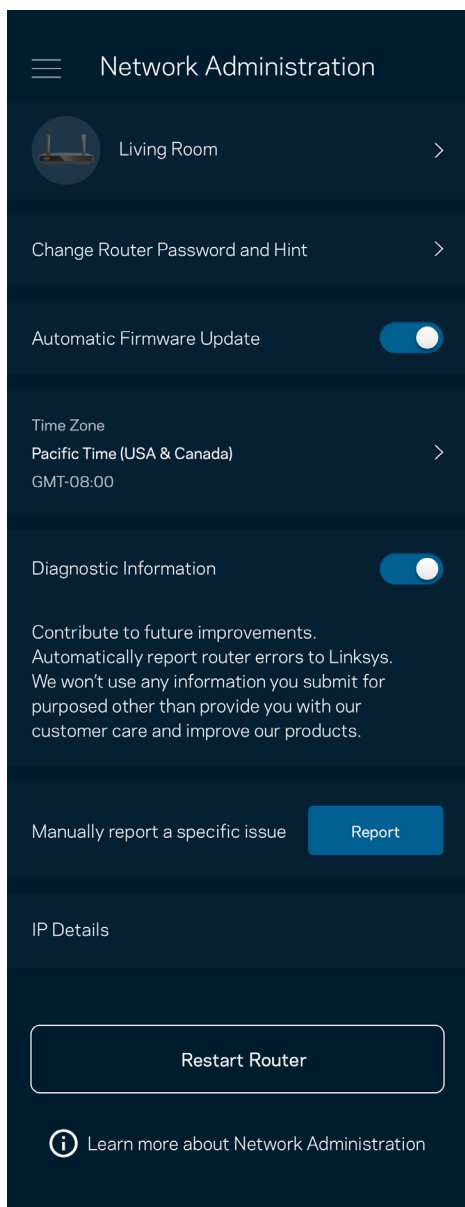 Network Administration
Living Room
Change Router Password and Hint
Automatic Firmware Update
Time Zone
Pacific Time (USA & Canada)
GMT-08:00
Diagnostic Information
Contribute to future improvements.
Automatically report router errors to Linksys.
We won't use any information you submit for
purposed other than provide you with our
customer care and improve our products.
Manually report a specific issue
Report
IP Details
Restart Router
Learn more about Network Administration